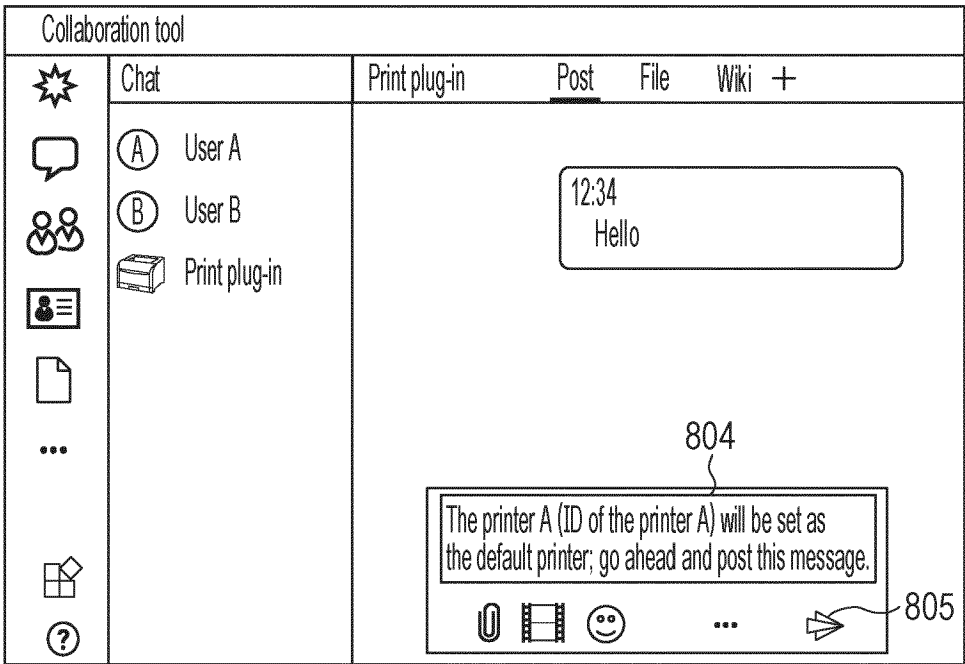 Collaboration tool
Chat
Print plug-in Post File Wiki +
A User A
B User B
Print plug-in
12:34
Hello
804
The printer A (ID of the printer A) will be set as
the default printer; go ahead and post this message.
805
?